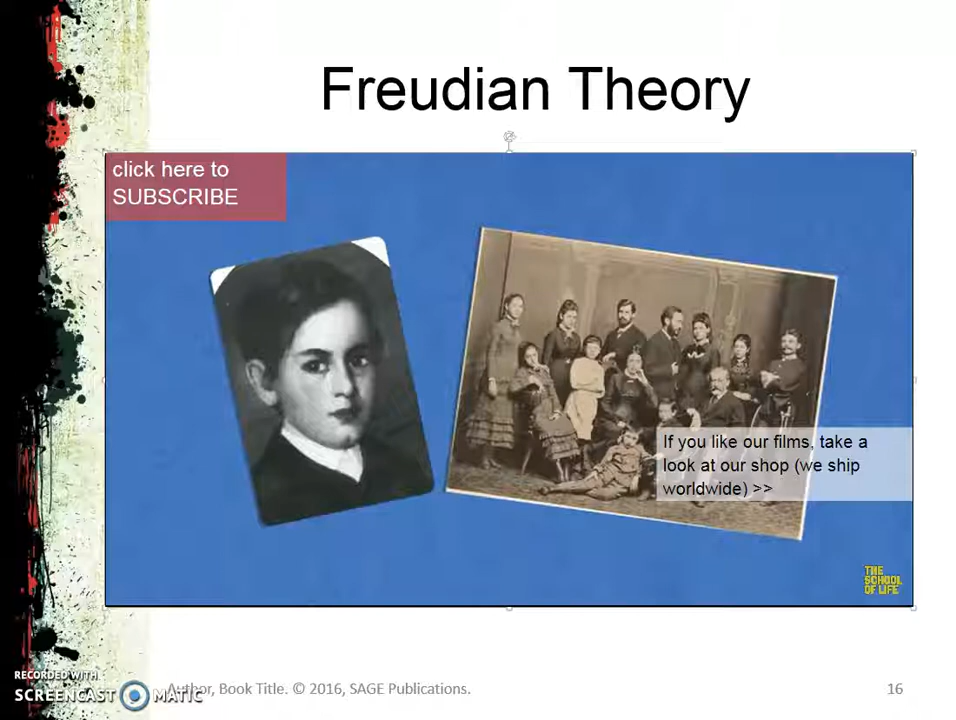 Freudian Theory
click here to
SUBSCRIBE
If you like our films, take a
look at our shop (we ship
worldwide) >>
THE
SCHOOL
OF LIFE
RECORDED WITH
SCREENCAST MATIC
Author, Book Title. © 2016, SAGE Publications.
16